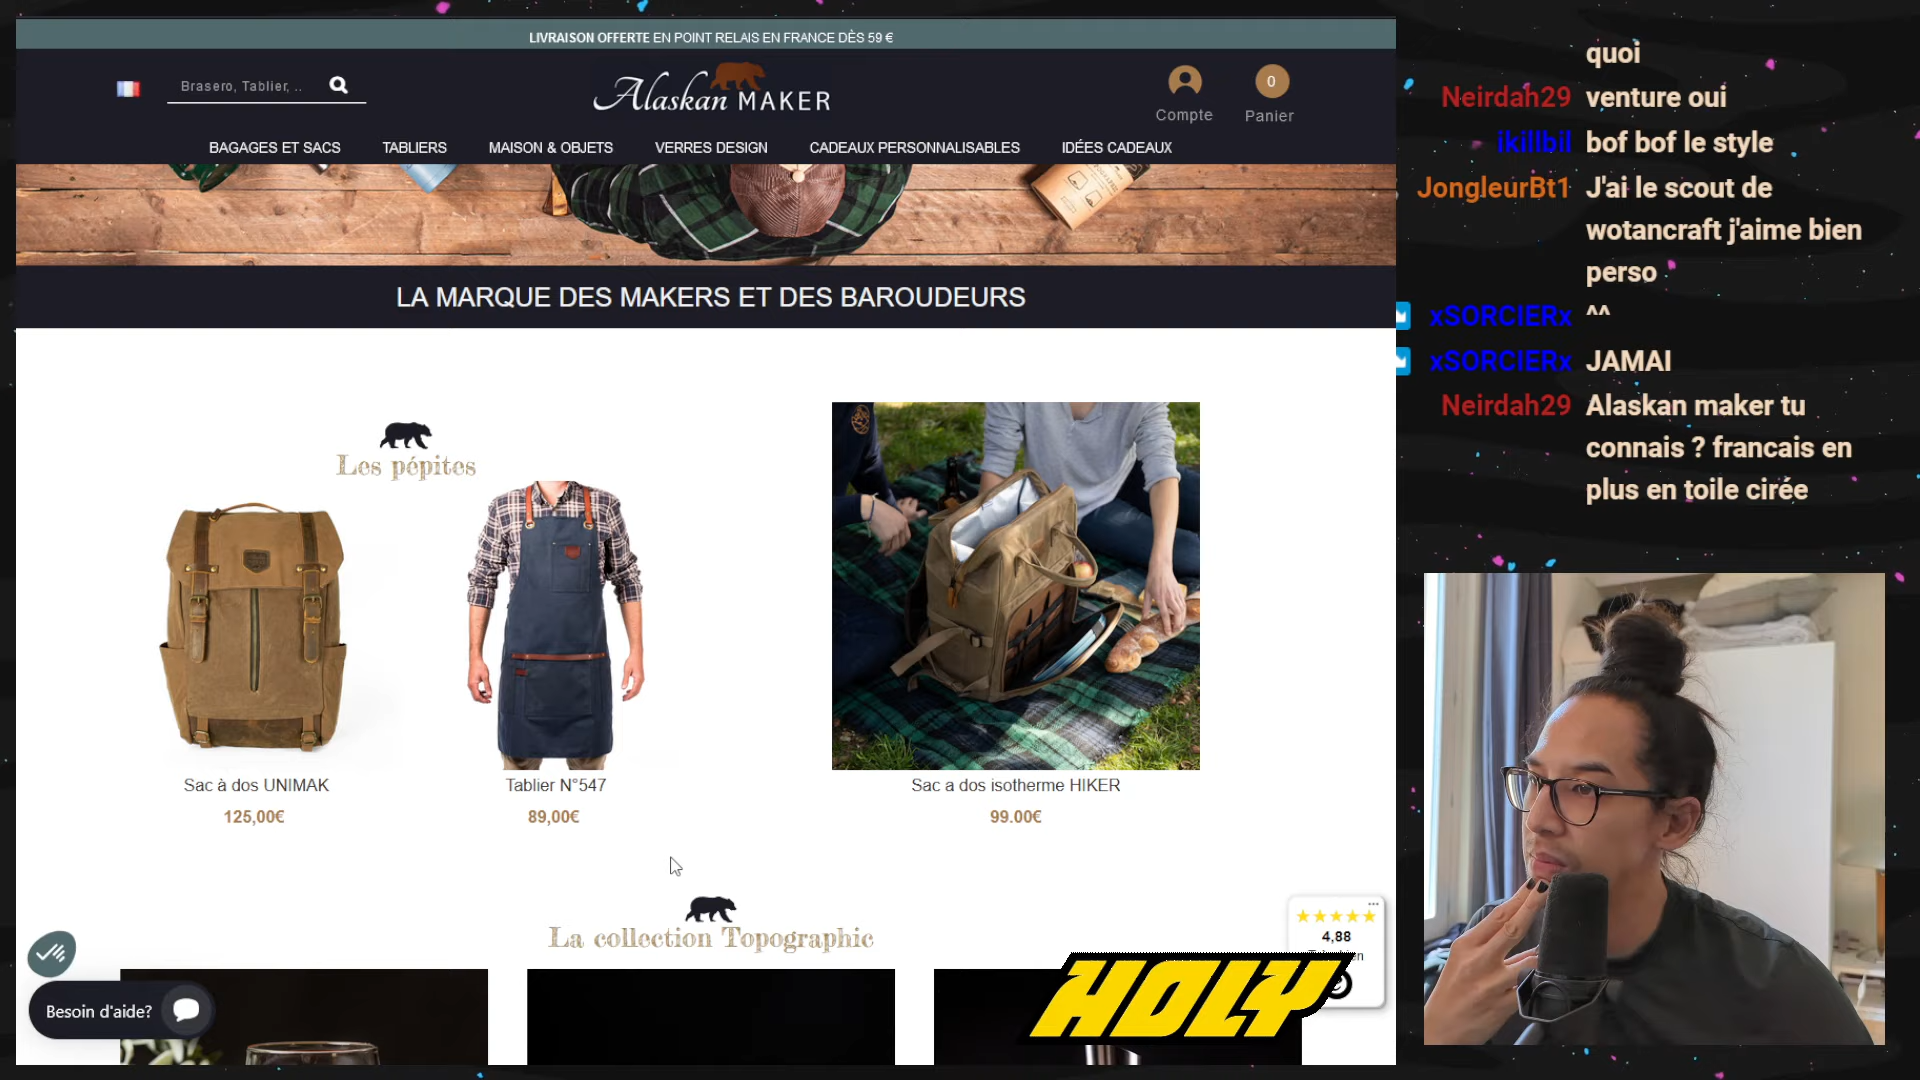 LIVRAISON OFFERTE EN POINT RELAIS EN FRANCE DÈS 59 €
Brasero, Tablier, ..
Alaskan MAKER
0
Compte
Panier
BAGAGES ET SACS
TABLIERS
MAISON & OBJETS
VERRES DESIGN
CADEAUX PERSONNALISABLES
IDÉES CADEAUX
LA MARQUE DES MAKERS ET DES BAROUDEURS
Les pépites
Sac à dos UNIMAK
125,00€
Tablier N°547
89,00€
Sac a dos isotherme HIKER
99.00€
La collection Topographic
4,88
Besoin d'aide?
HOLY
quoi
Neirdah29 venture oui
ikillbil bof bof le style
JongleurBt1 J'ai le scout de
wotancraft j'aime bien
perso
xSORCIERx ^^
xSORCIERx JAMAI
Neirdah29 Alaskan maker tu
connais ? francais en
plus en toile cirée